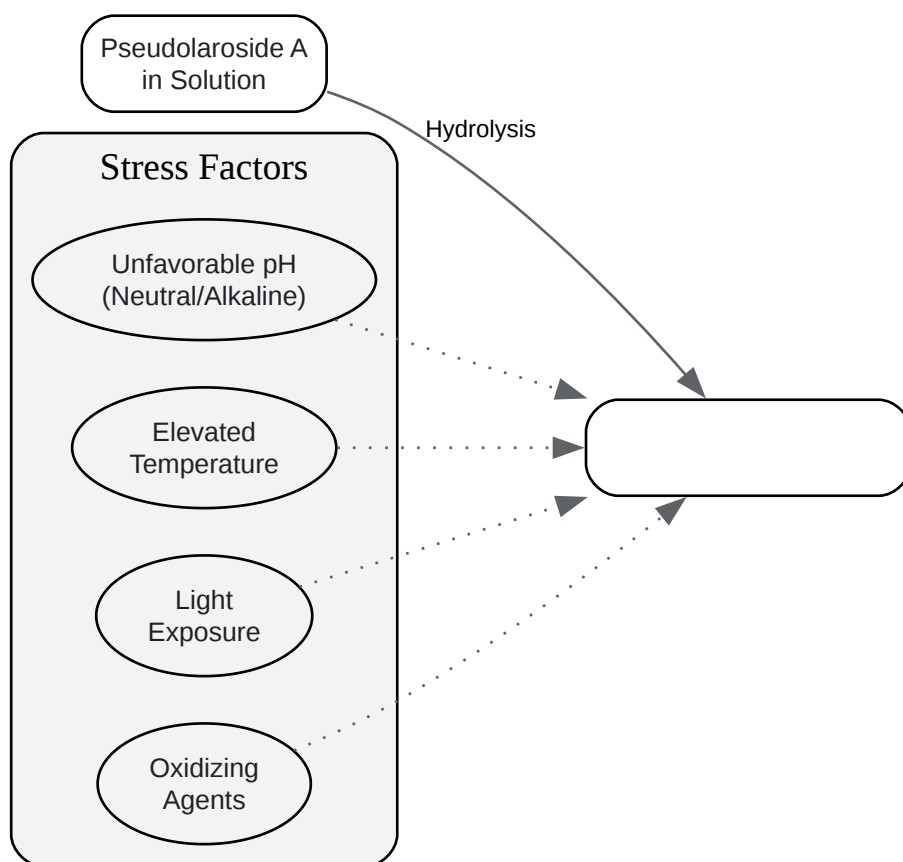 Pseudolaroside A
in Solution
Hydrolysis
Stress Factors
Unfavorable pH
(Neutral/Alkaline)
Elevated
Temperature
Light
Exposure
Oxidizing
Agents